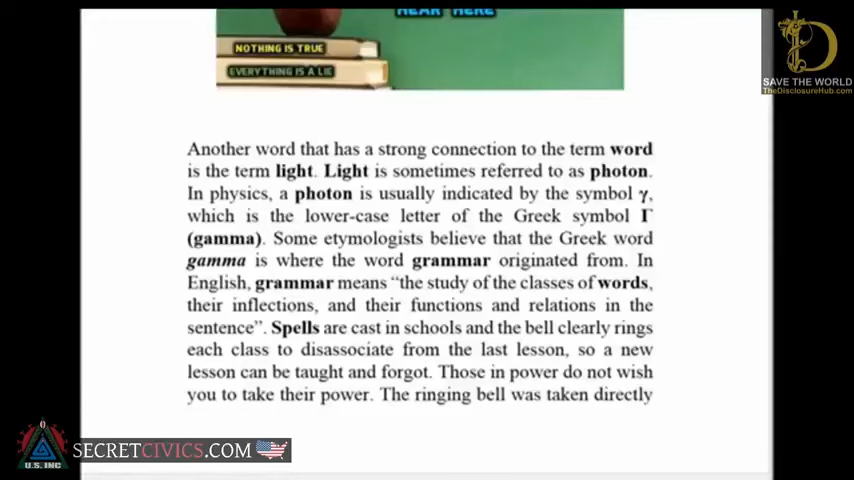 HEAR HERE
NOTHING IS TRUE
EVERYTHING IS A LIE
SAVE THE WORLD
TheDisclosureHub.com
Another word that has a strong connection to the term word
is the term light. Light is sometimes referred to as photon.
In physics, a photon is usually indicated by the symbol γ,
which is the lower-case letter of the Greek symbol Γ
(gamma). Some etymologists believe that the Greek word
gamma is where the word grammar originated from. In
English, grammar means “the study of the classes of words,
their inflections, and their functions and relations in the
sentence”. Spells are cast in schools and the bell clearly rings
each class to disassociate from the last lesson, so a new
lesson can be taught and forgot. Those in power do not wish
you to take their power. The ringing bell was taken directly
SECRETCIVICS.COM
U.S. INC